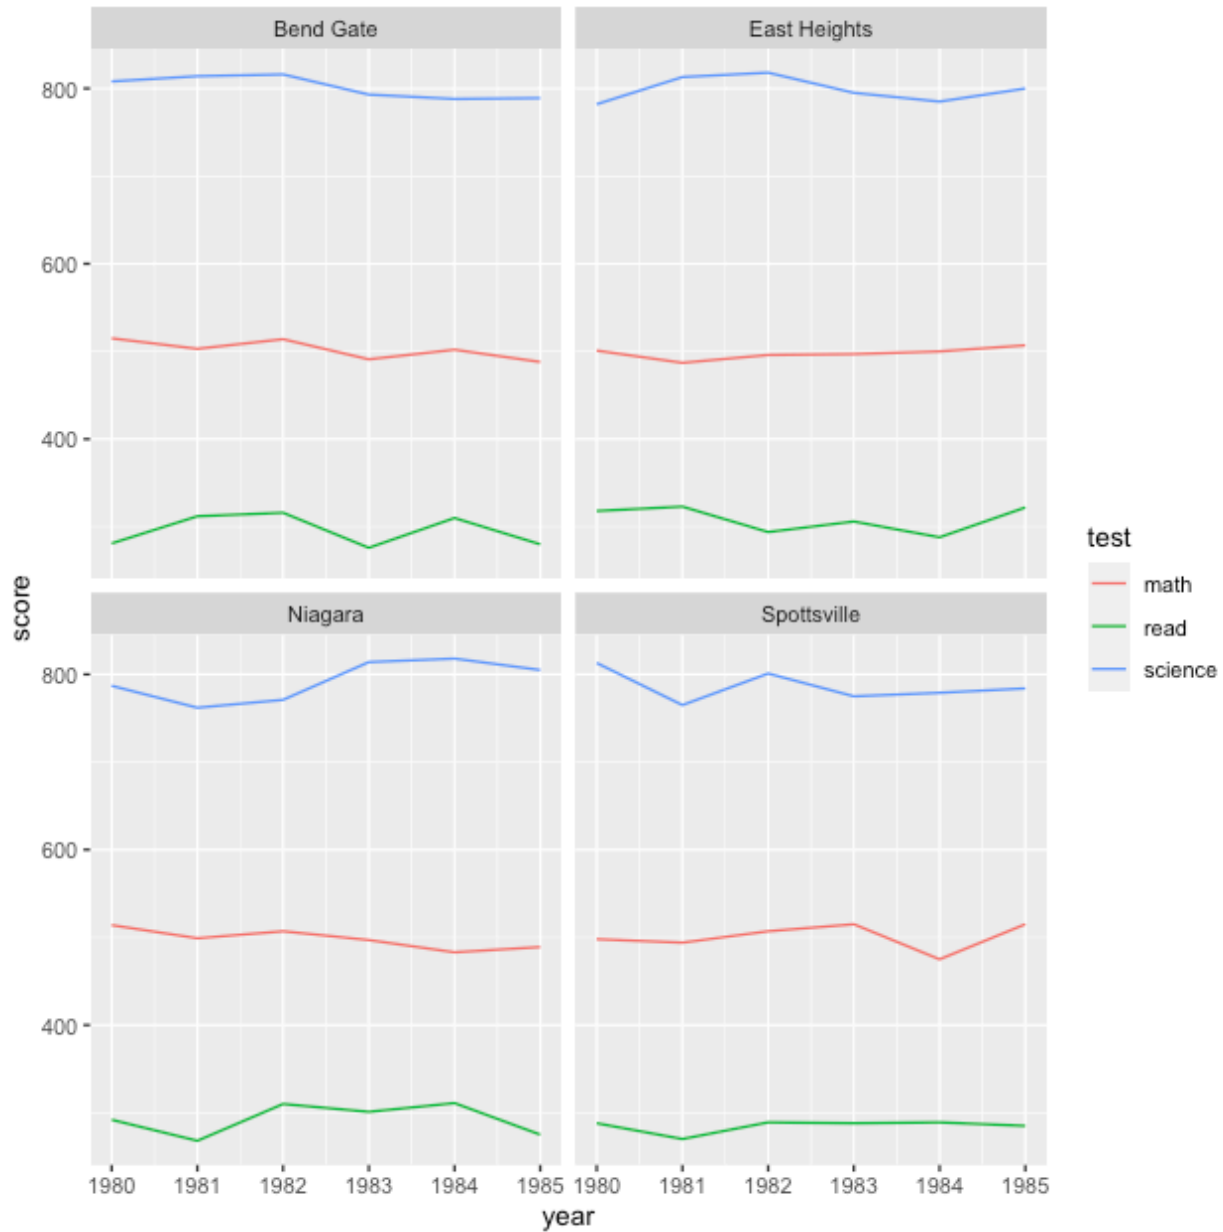 Bend Gate
East Heights
800
600
400
Niagara
Spottsville
800
600
400
1980 1981 1982 1983 1984 1985
1980 1981 1982 1983 1984 1985
year
score
test
math
read
science